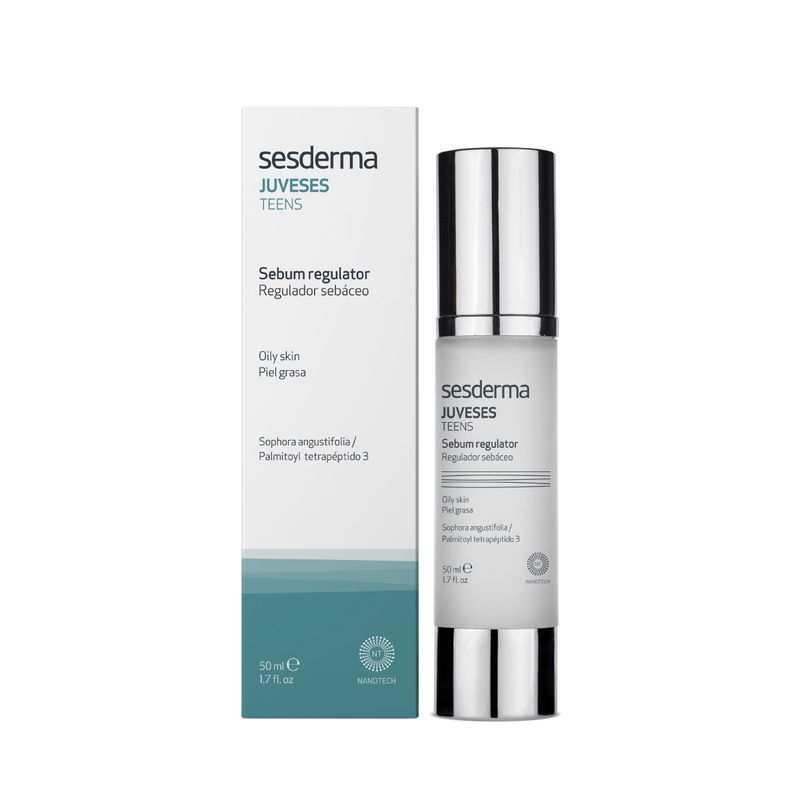 sesderma
JUVESES
TEENS
Sebum regulator
Regulador sebáceo
Oily skin
Piel grasa
Sophora angustifolia /
Palmitoyl tetrapéptido 3
50 ml ℮
1.7 fl. oz
NT
NANOTECH
sesderma
JUVESES
TEENS
Sebum regulator
Regulador sebáceo
Oily skin
Piel grasa
Sophora angustifolia /
Palmitoyl tetrapéptido 3
50 ml ℮
1.7 fl. oz
NT
NANOTECH